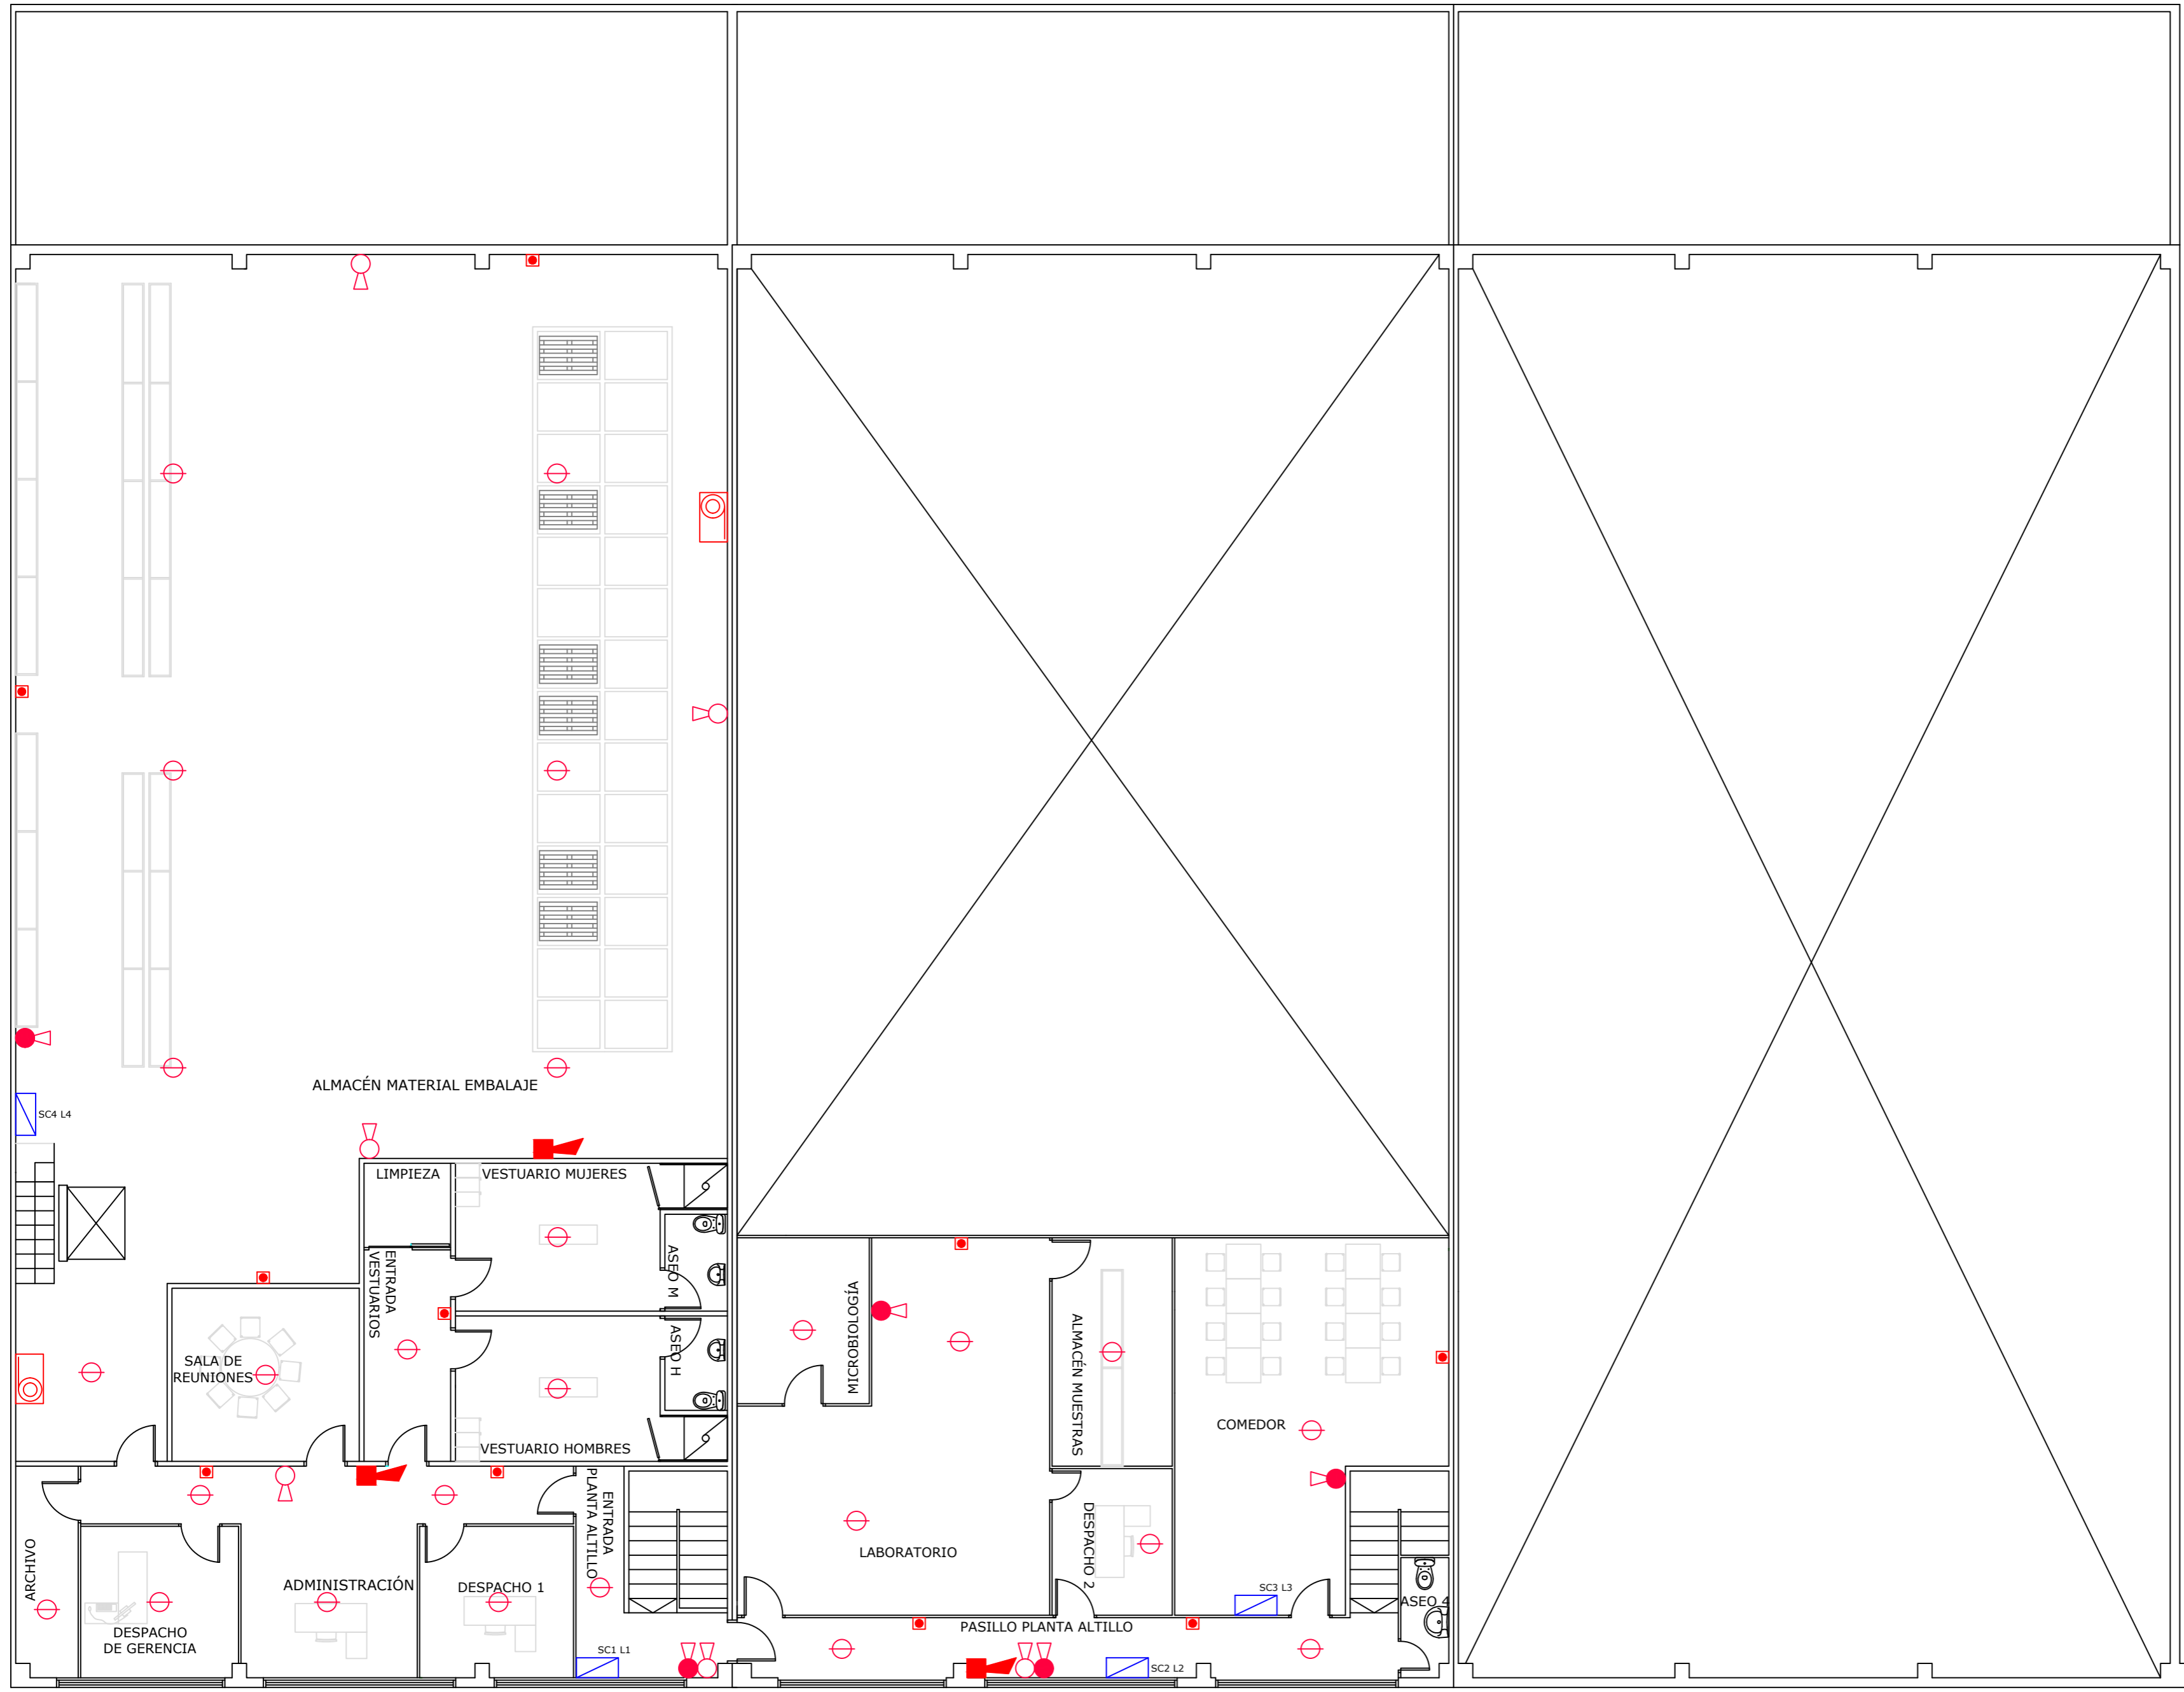 ALMACÉN MATERIAL EMBALAJE
SC4 L4
LIMPIEZA
VESTUARIO MUJERES
ENTRADA
VESTUARIOS
ASEO M
ASEO H
SALA DE
REUNIONES
VESTUARIO HOMBRES
MICROBIOLOGÍA
ALMACÉN MUESTRAS
COMEDOR
ARCHIVO
DESPACHO
DE GERENCIA
ADMINISTRACIÓN
DESPACHO 1
ENTRADA
PLANTA ALTILLO
SC1 L1
LABORATORIO
DESPACHO 2
SC3 L3
ASEO 4
PASILLO PLANTA ALTILLO
SC2 L2